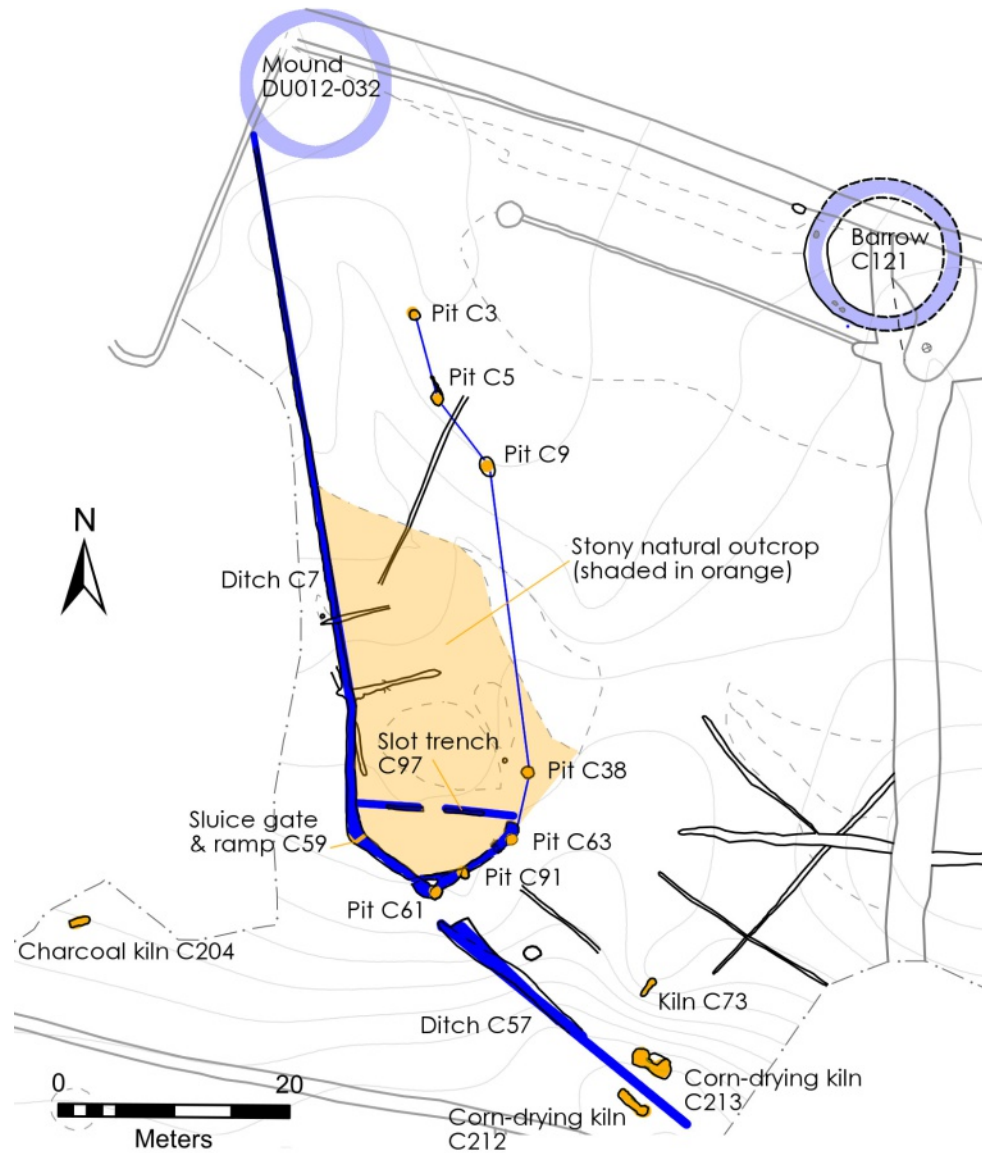 Mound
DU012-032
Barrow
C121
Pit C3
Pit C5
Pit C9
N
Stony natural outcrop
(shaded in orange)
Ditch C7
Slot trench
C97
Pit C38
Sluice gate
& ramp C59
Pit C63
Pit C91
Pit C61
Charcoal kiln C204
Kiln C73
Ditch C57
Corn-drying kiln
C213
Corn-drying kiln
C212
0
20
Meters